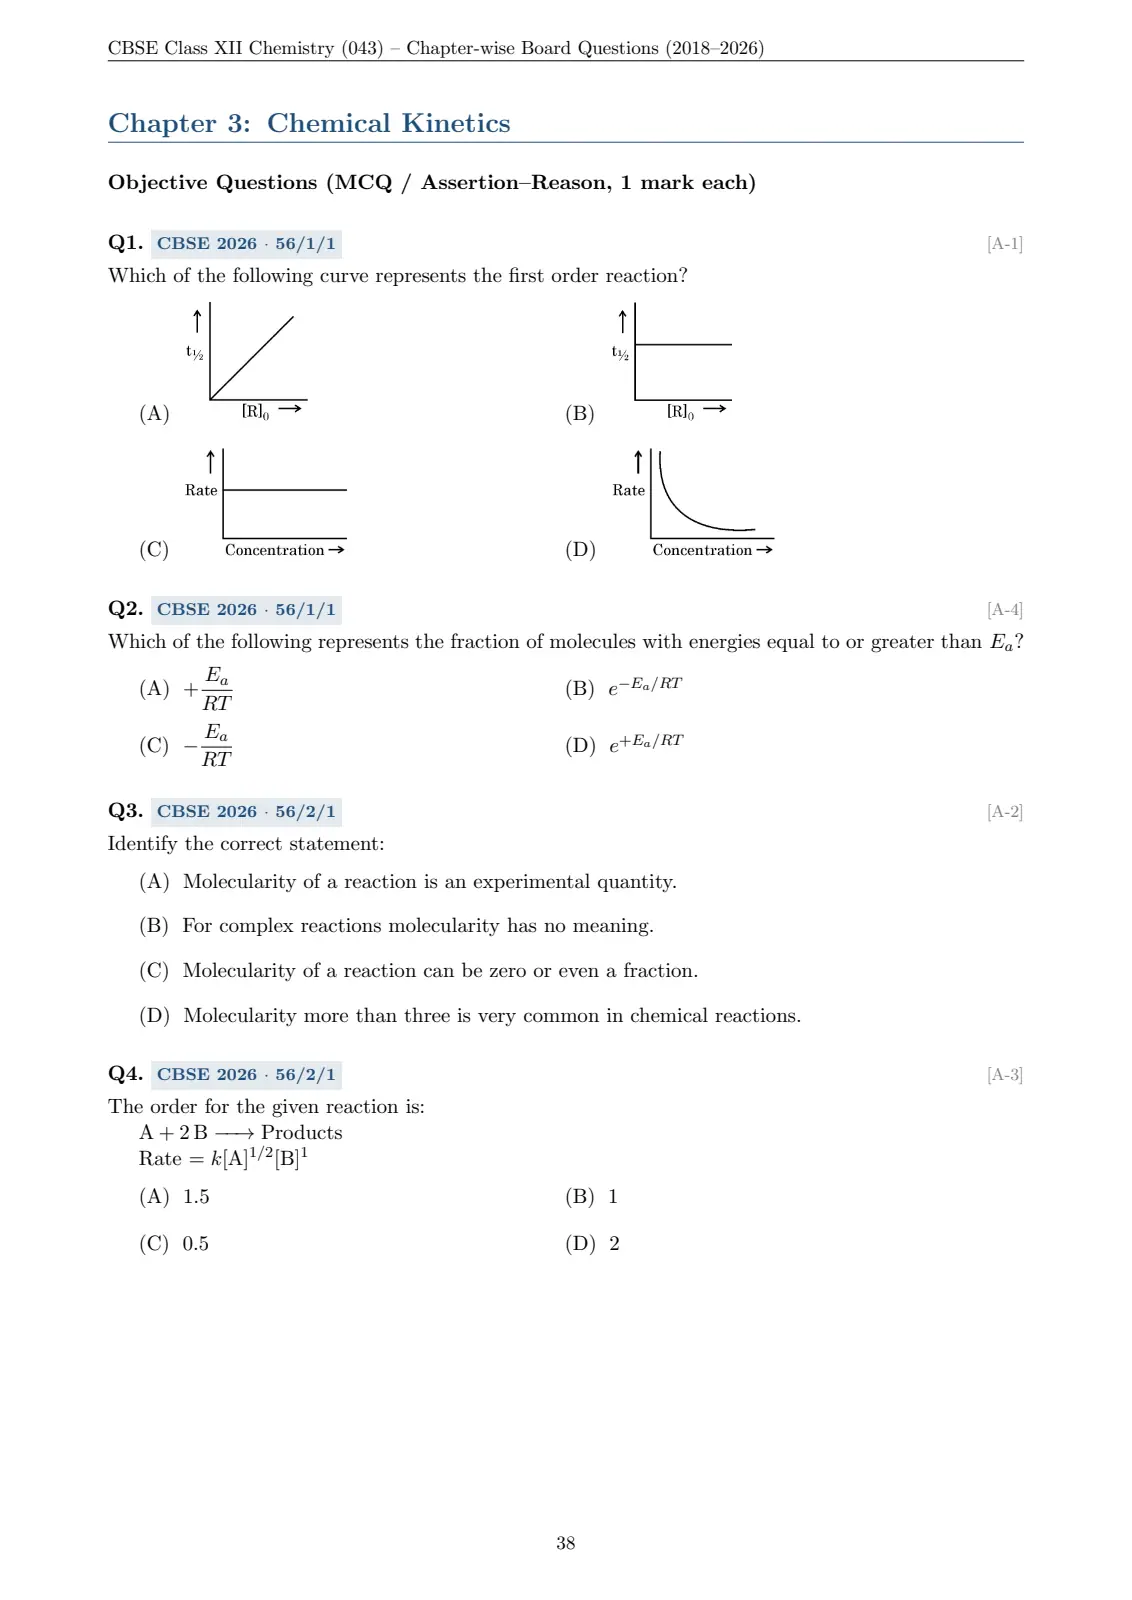 CBSE Class XII Chemistry (043) – Chapter-wise Board Questions (2018–2026)
Chapter 3: Chemical Kinetics
Objective Questions (MCQ / Assertion–Reason, 1 mark each)
Q1. CBSE 2026 · 56/1/1 [A-1]
Which of the following curve represents the first order reaction?
(A) t½ [R]₀
(B) t½ [R]₀
(C) Rate Concentration
(D) Rate Concentration
Q2. CBSE 2026 · 56/1/1 [A-4]
Which of the following represents the fraction of molecules with energies equal to or greater than Eₐ?
(A) +Eₐ/RT (B) e^(−Eₐ/RT)
(C) −Eₐ/RT (D) e^(+Eₐ/RT)
Q3. CBSE 2026 · 56/2/1 [A-2]
Identify the correct statement:
(A) Molecularity of a reaction is an experimental quantity.
(B) For complex reactions molecularity has no meaning.
(C) Molecularity of a reaction can be zero or even a fraction.
(D) Molecularity more than three is very common in chemical reactions.
Q4. CBSE 2026 · 56/2/1 [A-3]
The order for the given reaction is:
A + 2 B ⟶ Products
Rate = k[A]^1/2[B]^1
(A) 1.5 (B) 1
(C) 0.5 (D) 2
38